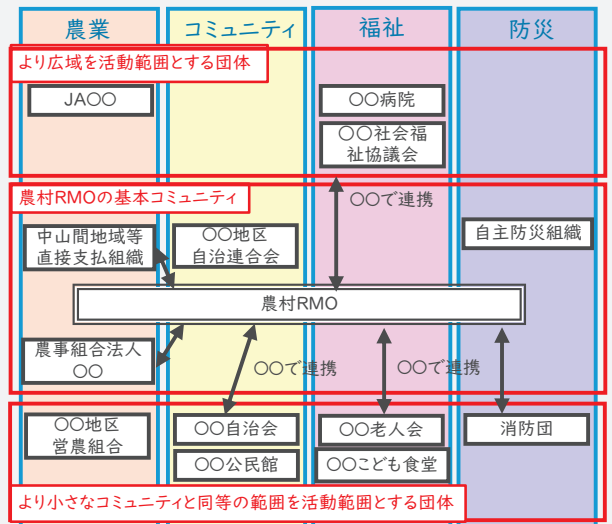 農業
コミュニティ
福祉
防災
より広域を活動範囲とする団体
JA〇〇
〇〇病院
〇〇社会福
祉協議会
農村RMOの基本コミュニティ
〇〇で連携
中山間地域等
直接支払組織
〇〇地区
自治連合会
自主防災組織
農村RMO
農事組合法人
〇〇
〇〇で連携
〇〇で連携
〇〇地区
営農組合
〇〇自治会
〇〇老人会
消防団
〇〇公民館
〇〇こども食堂
より小さなコミュニティと同等の範囲を活動範囲とする団体